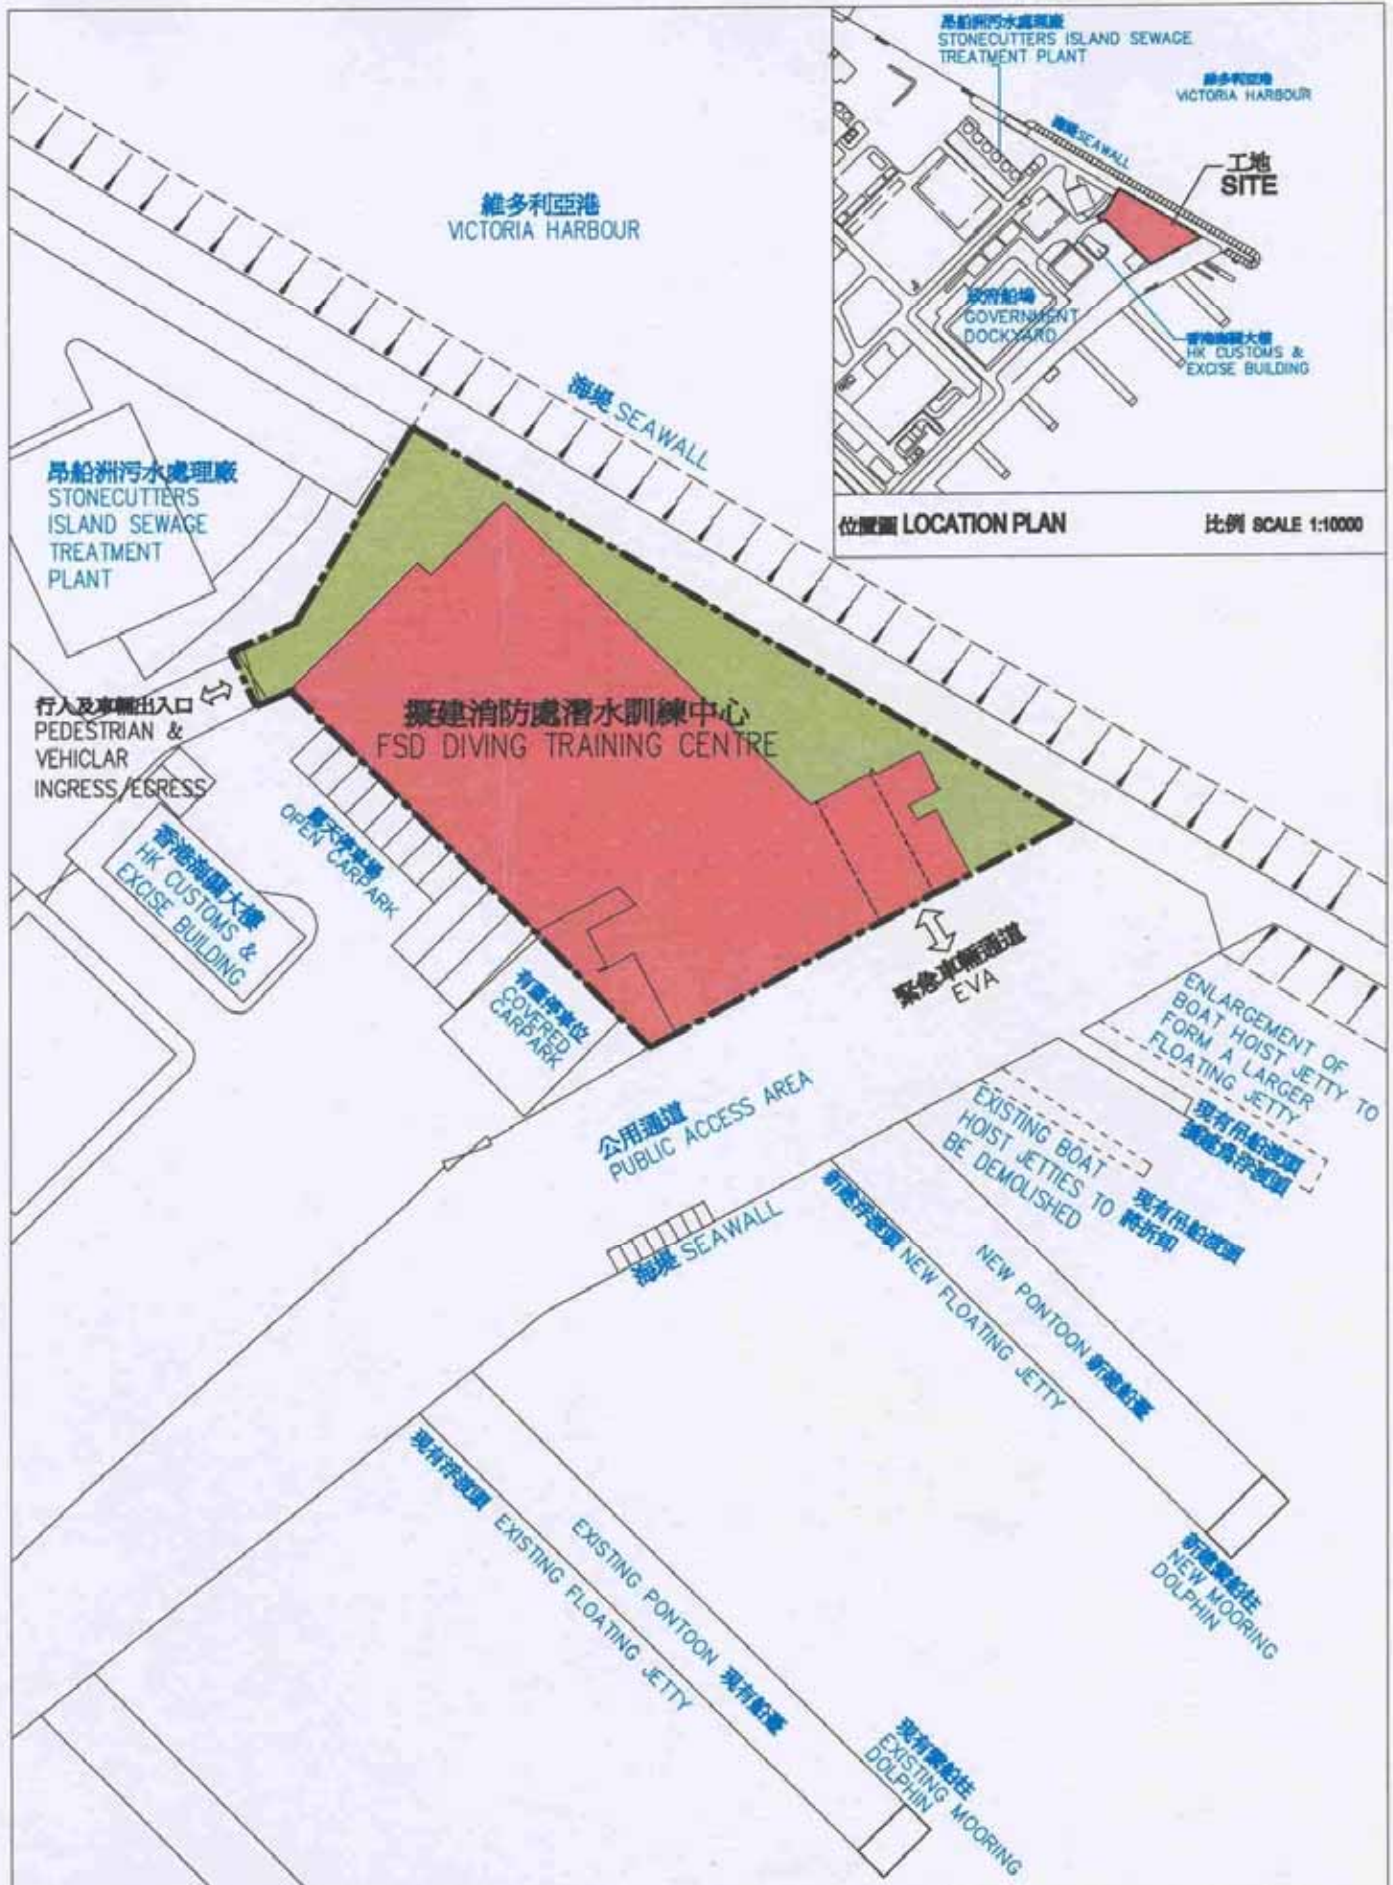 昂船洲污水處理廠
STONECUTTERS ISLAND SEWAGE
TREATMENT PLANT
維多利亞港
VICTORIA HARBOUR
海堤 SEAWALL
工地
SITE
政府船塢
GOVERNMENT
DOCKYARD
香港海關大樓
HK CUSTOMS &
EXCISE BUILDING
位置圖 LOCATION PLAN
比例 SCALE 1:10000
維多利亞港
VICTORIA HARBOUR
海堤 SEAWALL
昂船洲污水處理廠
STONECUTTERS
ISLAND SEWAGE
TREATMENT
PLANT
行人及車輛出入口
PEDESTRIAN &
VEHICLAR
INGRESS/EGRESS
擬建消防處潛水訓練中心
FSD DIVING TRAINING CENTRE
露天停車場
OPEN CARPARK
香港海關大樓
HK CUSTOMS &
EXCISE BUILDING
有蓋停車位
COVERED
CARPARK
緊急車輛通道
EVA
ENLARGEMENT OF
BOAT HOIST JETTY TO
FORM A LARGER
FLOATING JETTY
現有吊船渡頭
擴建為浮渡頭
EXISTING BOAT
HOIST JETTIES TO
BE DEMOLISHED
現有吊船渡頭
將拆卸
公用通道
PUBLIC ACCESS AREA
海堤 SEAWALL
新建浮渡頭 NEW FLOATING JETTY
NEW PONTOON 新建船躉
新建繫船柱
NEW MOORING
DOLPHIN
現有浮渡頭 EXISTING FLOATING JETTY
EXISTING PONTOON 現有船躉
現有繫船柱
EXISTING MOORING
DOLPHIN